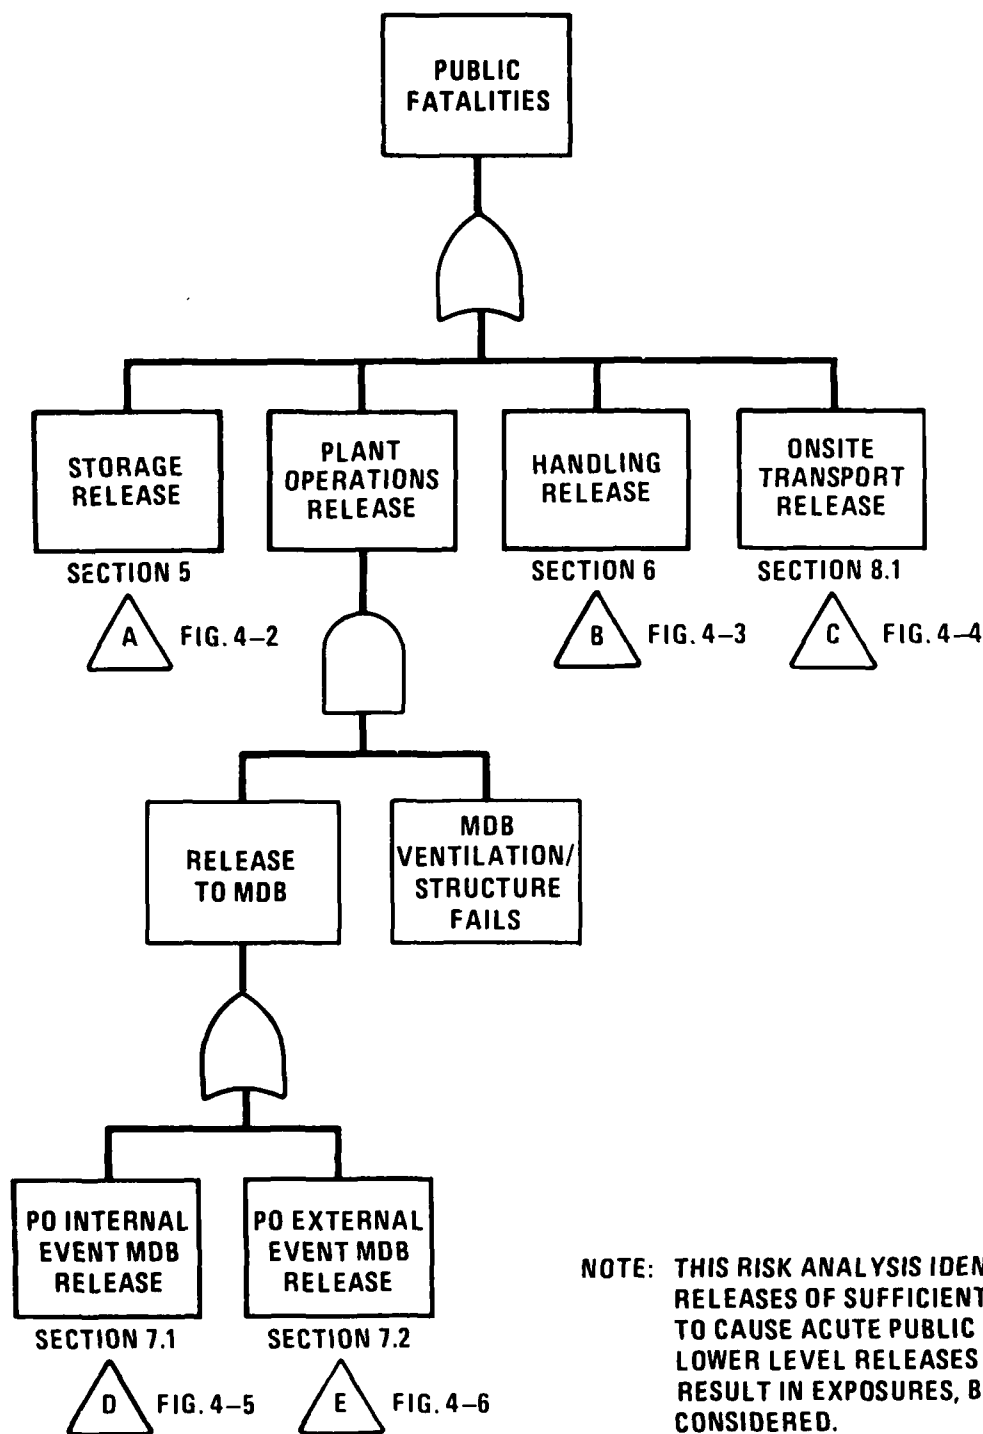 PUBLIC
FATALITIES
STORAGE
RELEASE
PLANT
OPERATIONS
RELEASE
HANDLING
RELEASE
ONSITE
TRANSPORT
RELEASE
SECTION 5
SECTION 6
SECTION 8.1
A
FIG. 4–2
B
FIG. 4–3
C
FIG. 4–4
RELEASE
TO MDB
MDB
VENTILATION/
STRUCTURE
FAILS
PO INTERNAL
EVENT MDB
RELEASE
PO EXTERNAL
EVENT MDB
RELEASE
SECTION 7.1
SECTION 7.2
D
FIG. 4–5
E
FIG. 4–6
NOTE: THIS RISK ANALYSIS
RELEASES OF SUFFICIENT
TO CAUSE ACUTE PUBLIC
LOWER LEVEL RELEASES
RESULT IN EXPOSURES,
CONSIDERED.